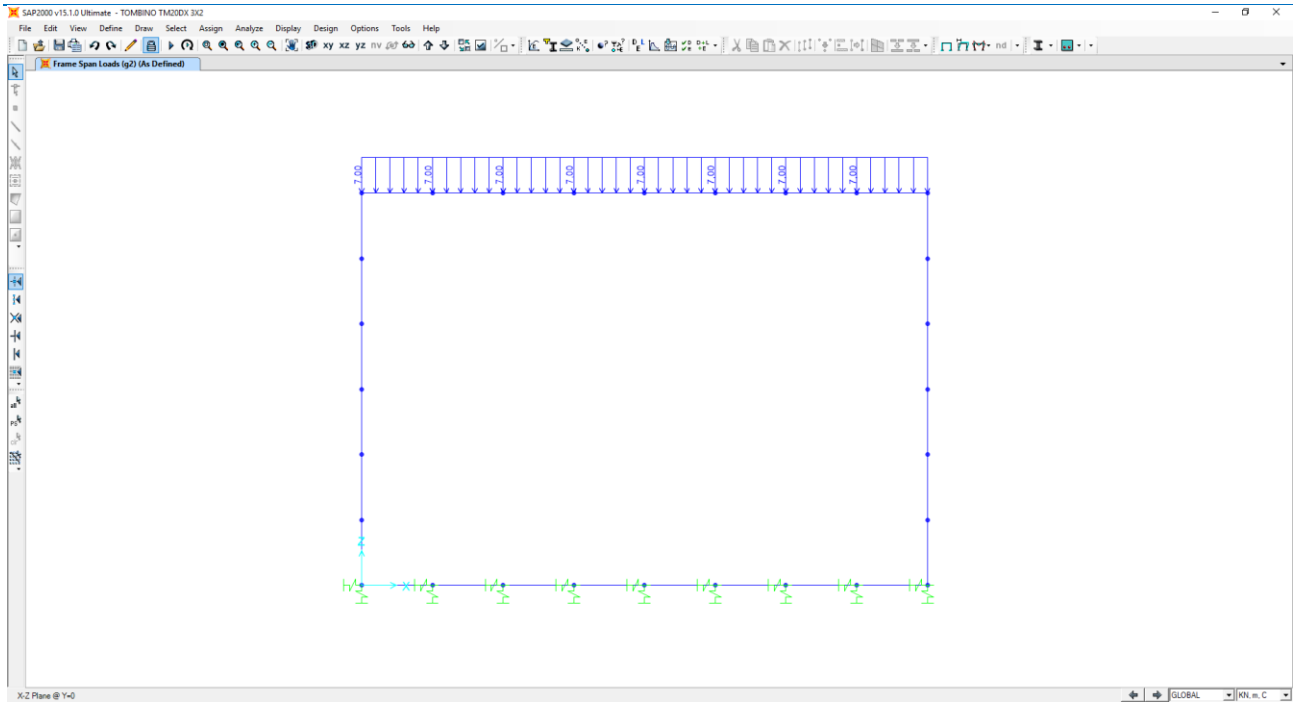 SAP2000 v15.1.0 Ultimate - TOMBINO TM20DX 3X2
File Edit View Define Draw Select Assign Analyze Display Design Options Tools Help
xy xz yz nv nd
Frame Span Loads (g2) (As Defined)
7.00 7.00 7.00 7.00 7.00 7.00 7.00 7.00
Z
X
X-Z Plane @ Y=0
GLOBAL
KN, m, C